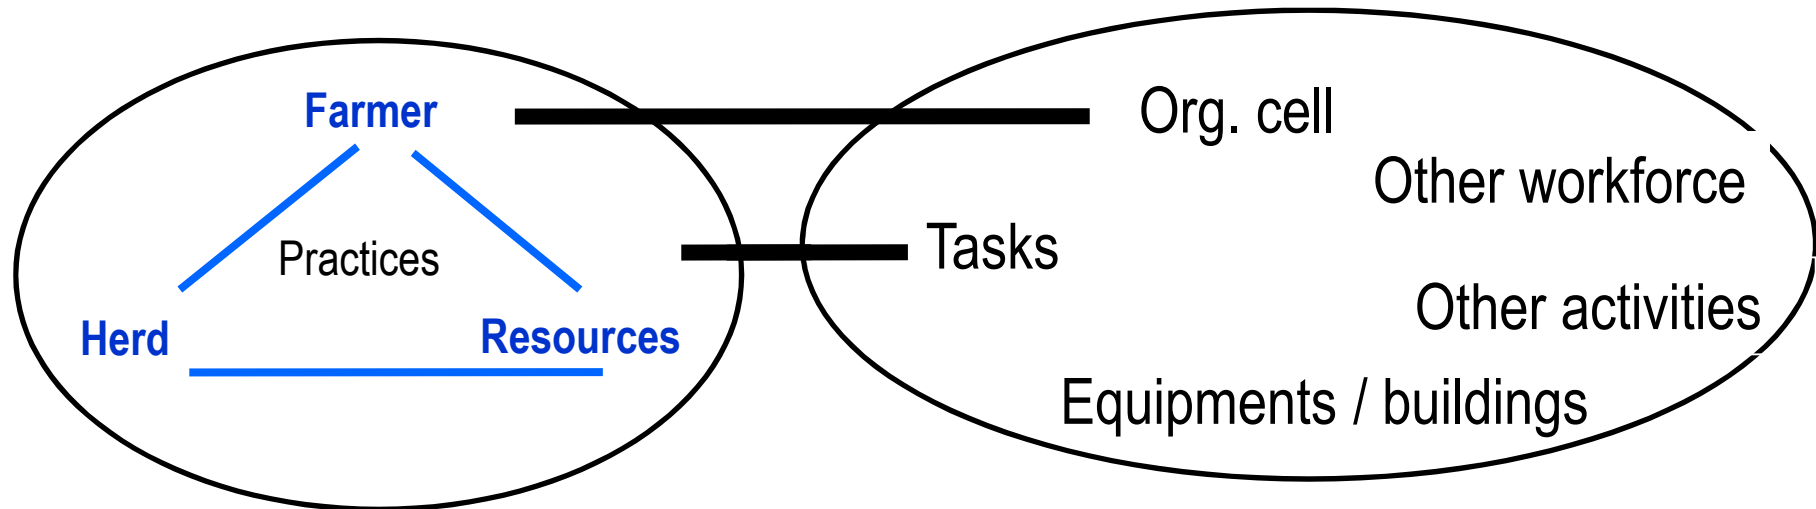 Farmer
Org. cell
Other workforce
Practices
Tasks
Herd
Resources
Other activities
Equipments / buildings